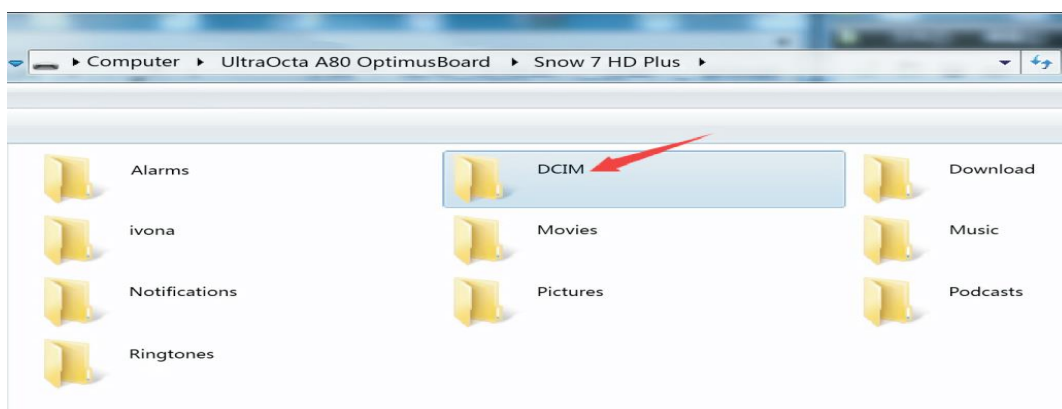 Computer UltraOcta A80 OptimusBoard Snow 7 HD Plus
Alarms DCIM Download
ivona Movies Music
Notifications Pictures Podcasts
Ringtones